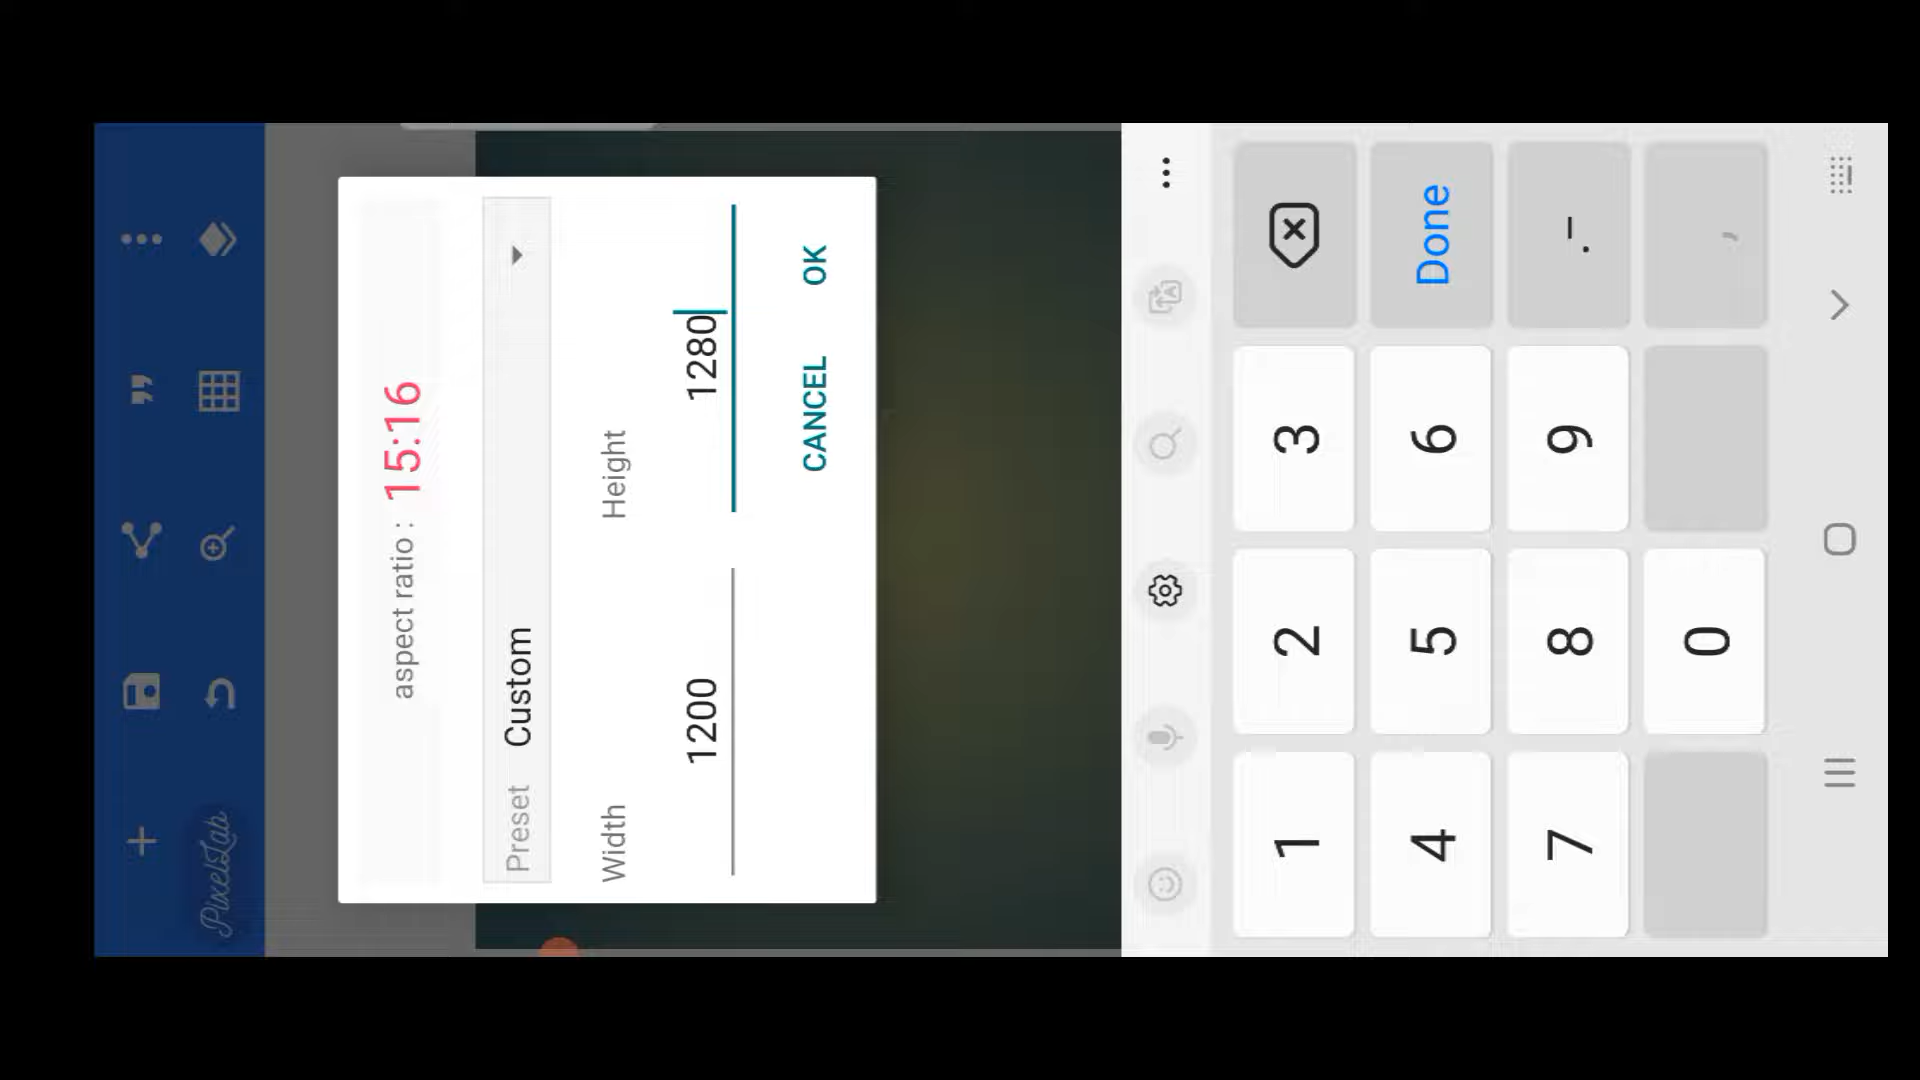 PixelLab
aspect ratio : 15:16
Preset Custom
Width Height
1200 1280
CANCEL OK
1 2 3
4 5 6 Done
7 8 9 -.
0 ,